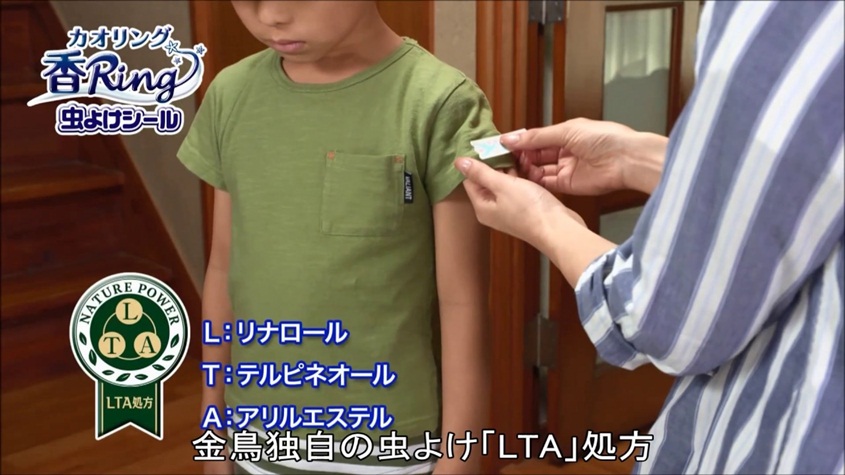 カオリング
香Ring
虫よけシール
VALIANT
NATURE POWER
L
T A
LTA処方
L：リナロール
T：テルピネオール
A：アリルエステル
金鳥独自の虫よけ「LTA」処方